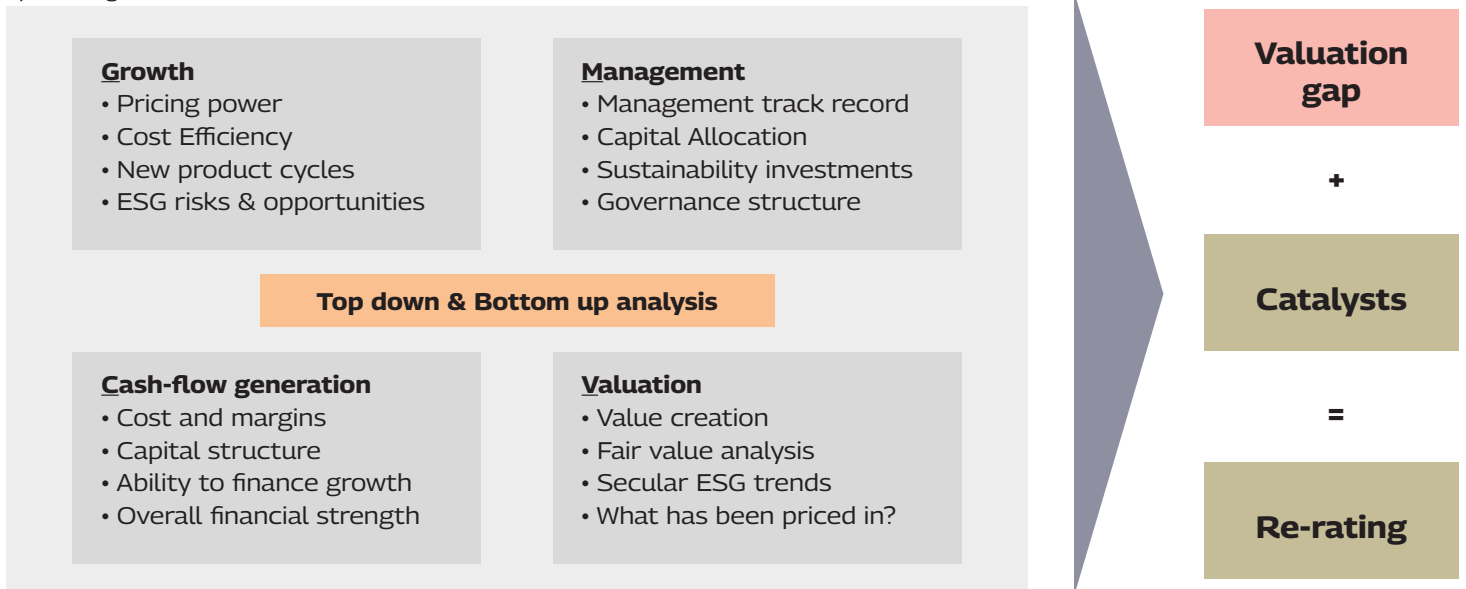 Growth
• Pricing power
• Cost Efficiency
• New product cycles
• ESG risks & opportunities
Management
• Management track record
• Capital Allocation
• Sustainability investments
• Governance structure
Top down & Bottom up analysis
Cash-flow generation
• Cost and margins
• Capital structure
• Ability to finance growth
• Overall financial strength
Valuation
• Value creation
• Fair value analysis
• Secular ESG trends
• What has been priced in?
Valuation
gap
+
Catalysts
=
Re-rating